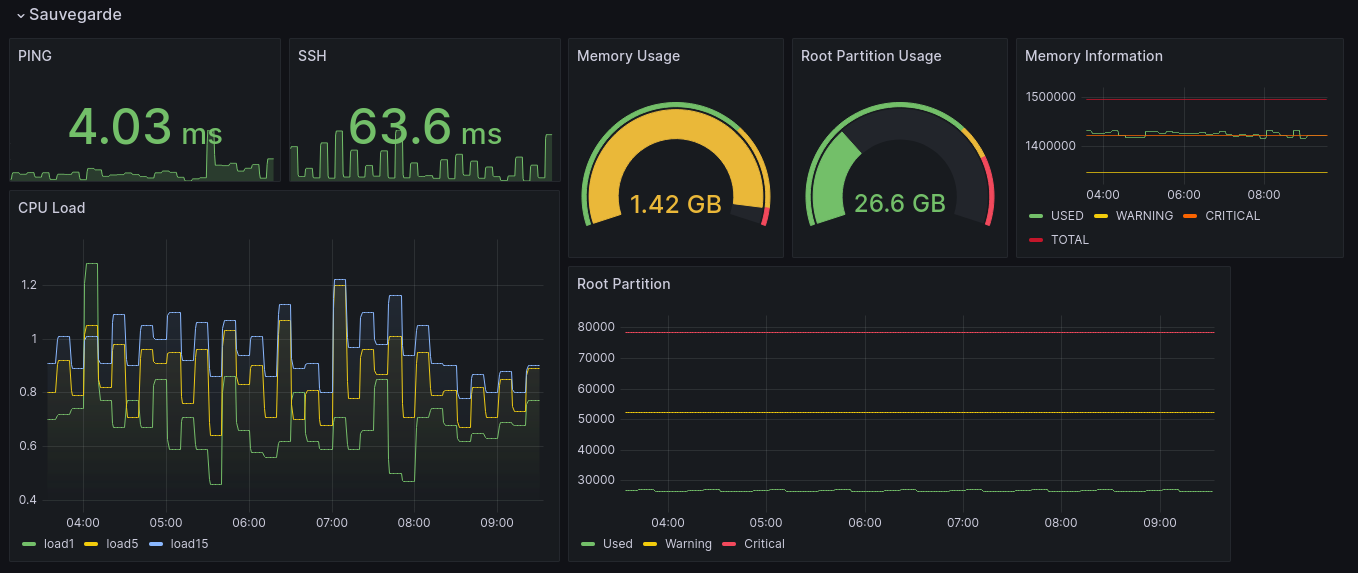 Sauvegarde
PING
4.03 ms
SSH
63.6 ms
Memory Usage
1.42 GB
Root Partition Usage
26.6 GB
Memory Information
1500000
1400000
04:00 06:00 08:00
USED WARNING CRITICAL
TOTAL
CPU Load
1.2
1
0.8
0.6
0.4
04:00 05:00 06:00 07:00 08:00 09:00
load1 load5 load15
Root Partition
80000
70000
60000
50000
40000
30000
04:00 05:00 06:00 07:00 08:00 09:00
Used Warning Critical